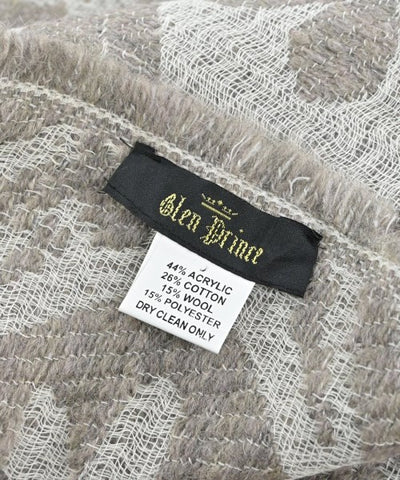 Glen Prince
44% ACRYLIC
26% COTTON
15% WOOL
15% POLYESTER
DRY CLEAN ONLY